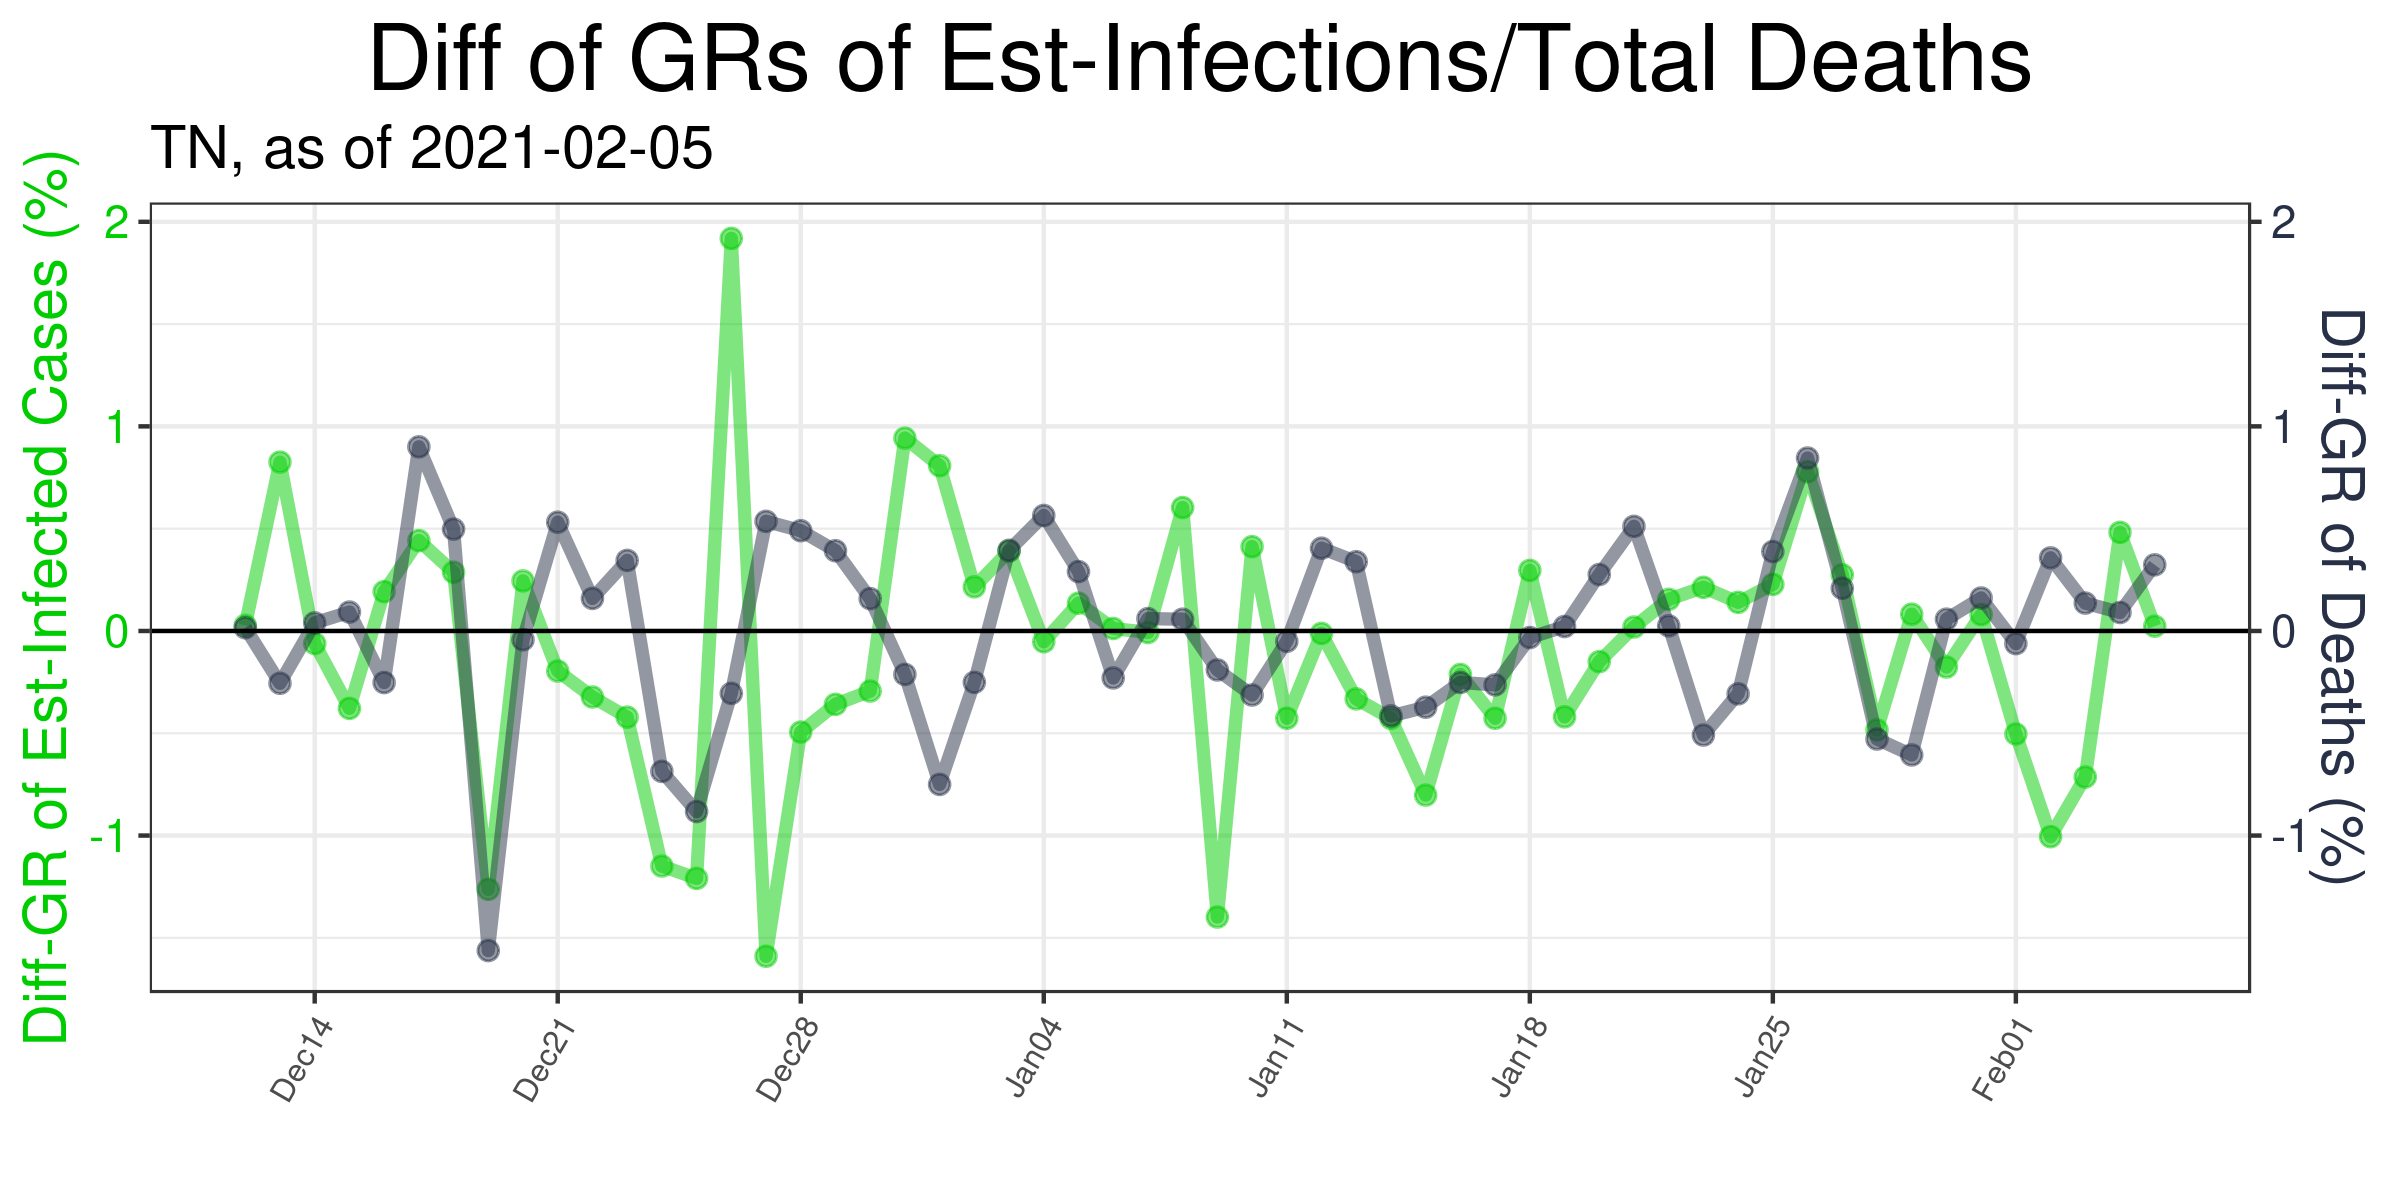 Diff of GRs of Est-Infections/Total Deaths
TN, as of 2021-02-05
Diff-GR of Est-Infected Cases (%)
2
1
0
-1
2
1
0
-1
Diff-GR of Deaths (%)
Dec14
Dec21
Dec28
Jan04
Jan11
Jan18
Jan25
Feb01